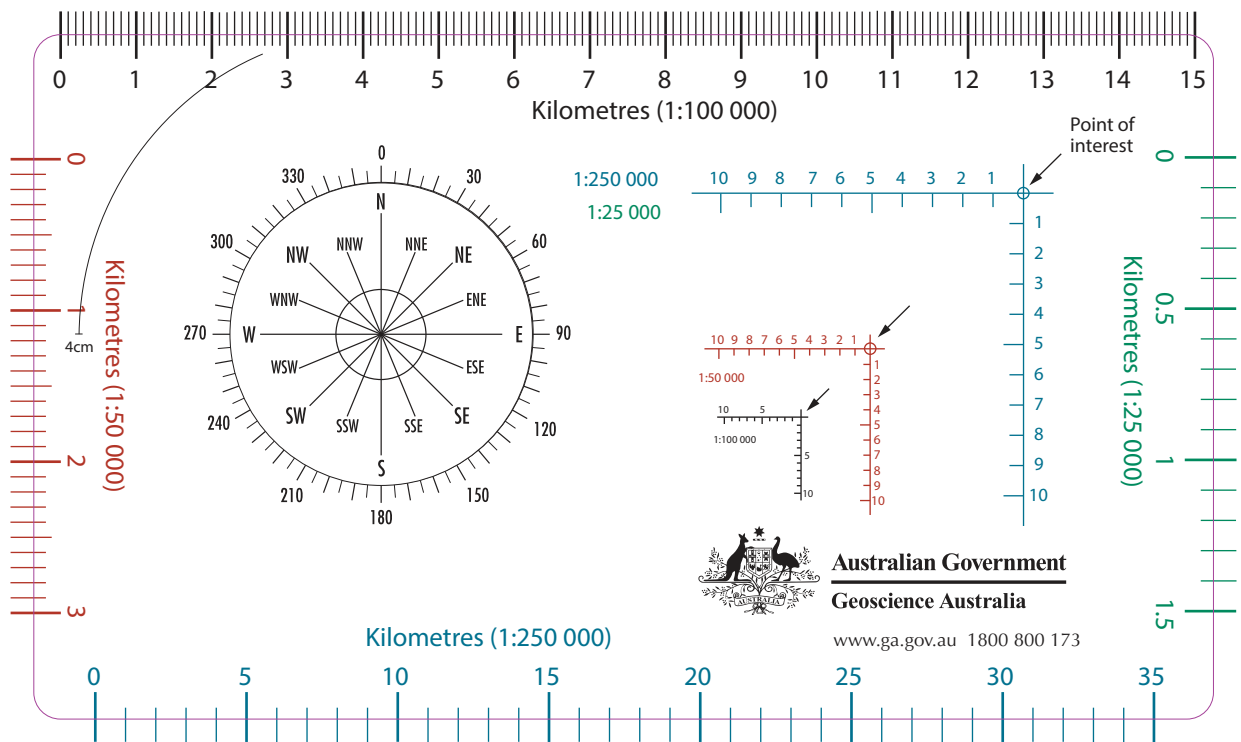 0 1 2 3 4 5 6 7 8 9 10 11 12 13 14 15
Kilometres (1:100 000)
Point of
interest
0 1 2 3
Kilometres (1:50 000)
4cm
0 30 60 90 120 150 180 210 240 270 300 330
N NNE NE ENE E ESE SE SSE S SSW SW WSW W WNW NW NNW
1:250 000
1:25 000
10 9 8 7 6 5 4 3 2 1
1 2 3 4 5 6 7 8 9 10
10 9 8 7 6 5 4 3 2 1
1:50 000
1 2 3 4 5 6 7 8 9 10
10 5
1:100 000
5 10
0 0.5 1 1.5
Kilometres (1:25 000)
AUSTRALIA
Australian Government
Geoscience Australia
www.ga.gov.au 1800 800 173
Kilometres (1:250 000)
0 5 10 15 20 25 30 35